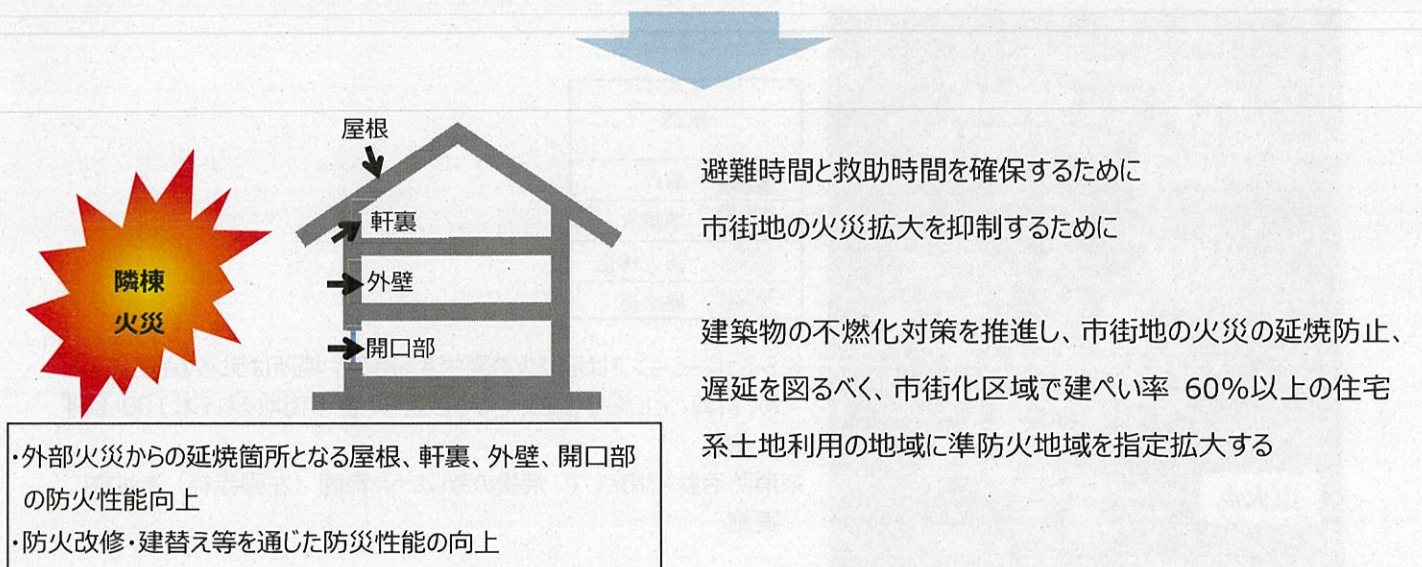 屋根
軒裏
外壁
開口部
隣棟
火災
・外部火災からの延焼箇所となる屋根、軒裏、外壁、開口部
の防火性能向上
・防火改修・建替え等を通じた防災性能の向上
避難時間と救助時間を確保するために
市街地の火災拡大を抑制するために
建築物の不燃化対策を推進し、市街地の火災の延焼防止、
遅延を図るべく、市街化区域で建ぺい率 60%以上の住宅
系土地利用の地域に準防火地域を指定拡大する